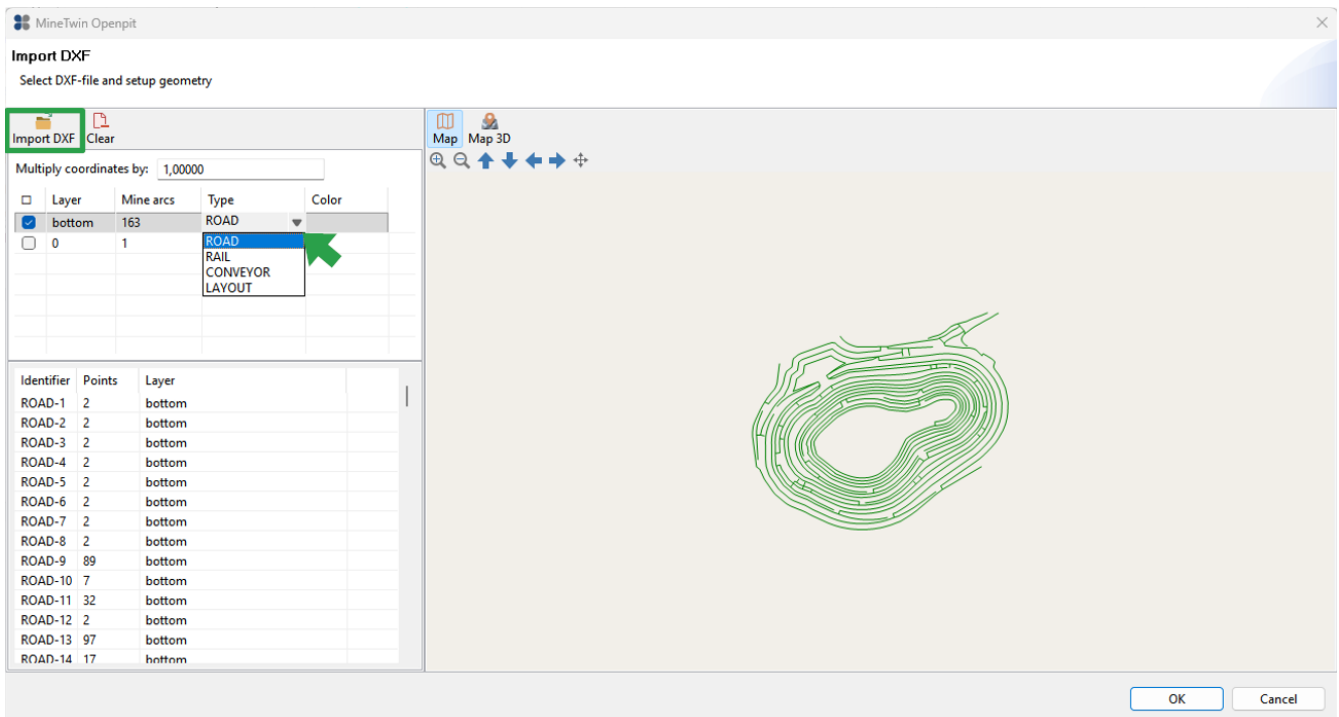 MineTwin Openpit
Import DXF
Select DXF-file and setup geometry
Import DXF Clear
Map Map 3D
Multiply coordinates by: 1,00000
Layer Mine arcs Type Color
bottom 163 ROAD
0 1
ROAD
RAIL
CONVEYOR
LAYOUT
Identifier Points Layer
ROAD-1 2 bottom
ROAD-2 2 bottom
ROAD-3 2 bottom
ROAD-4 2 bottom
ROAD-5 2 bottom
ROAD-6 2 bottom
ROAD-7 2 bottom
ROAD-8 2 bottom
ROAD-9 89 bottom
ROAD-10 7 bottom
ROAD-11 32 bottom
ROAD-12 2 bottom
ROAD-13 97 bottom
ROAD-14 17 bottom
OK Cancel